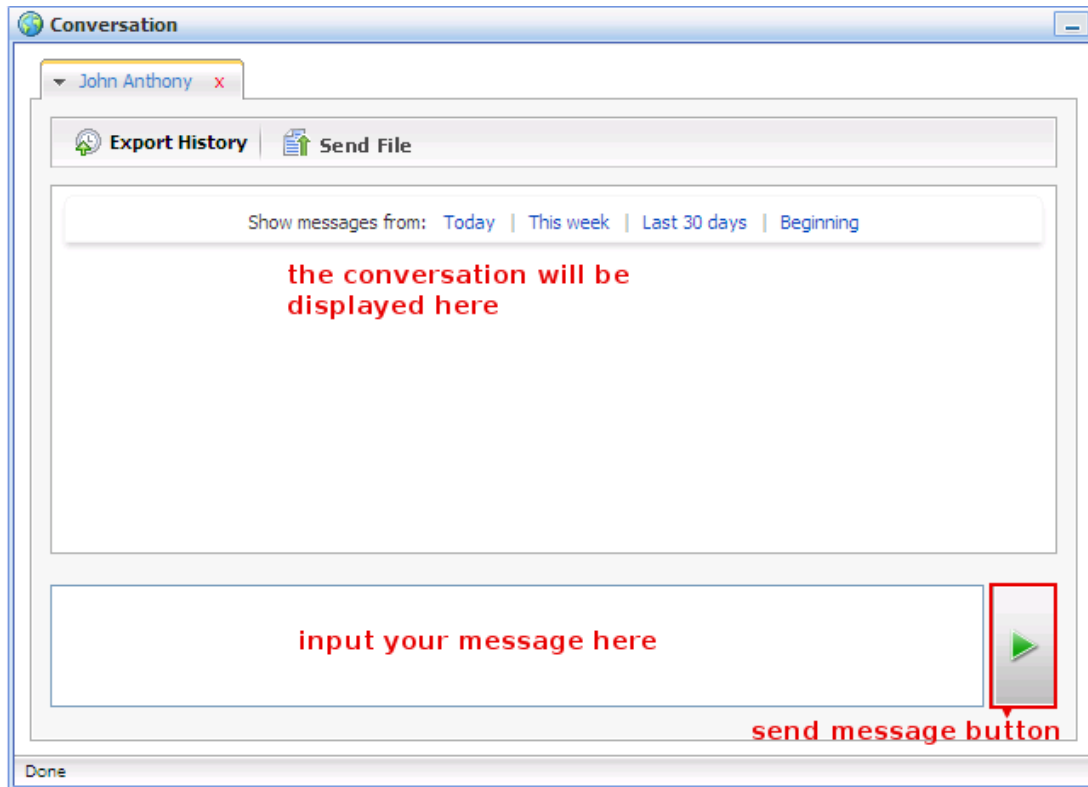 Conversation
John Anthony x
Export History | Send File
Show messages from: Today | This week | Last 30 days | Beginning
the conversation will be
displayed here
input your message here
send message button
Done